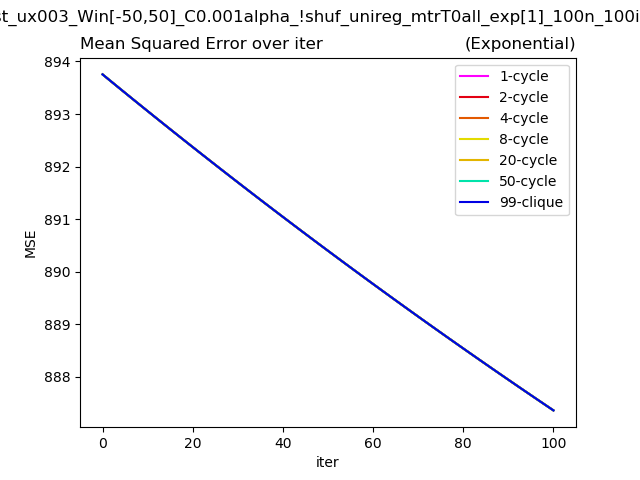 st_ux003_Win[-50,50]_C0.001alpha_!shuf_unireg_mtrT0all_exp[1]_100n_100i
Mean Squared Error over iter (Exponential)
894
893
892
891
890
889
888
MSE
0 20 40 60 80 100
iter
1-cycle
2-cycle
4-cycle
8-cycle
20-cycle
50-cycle
99-clique